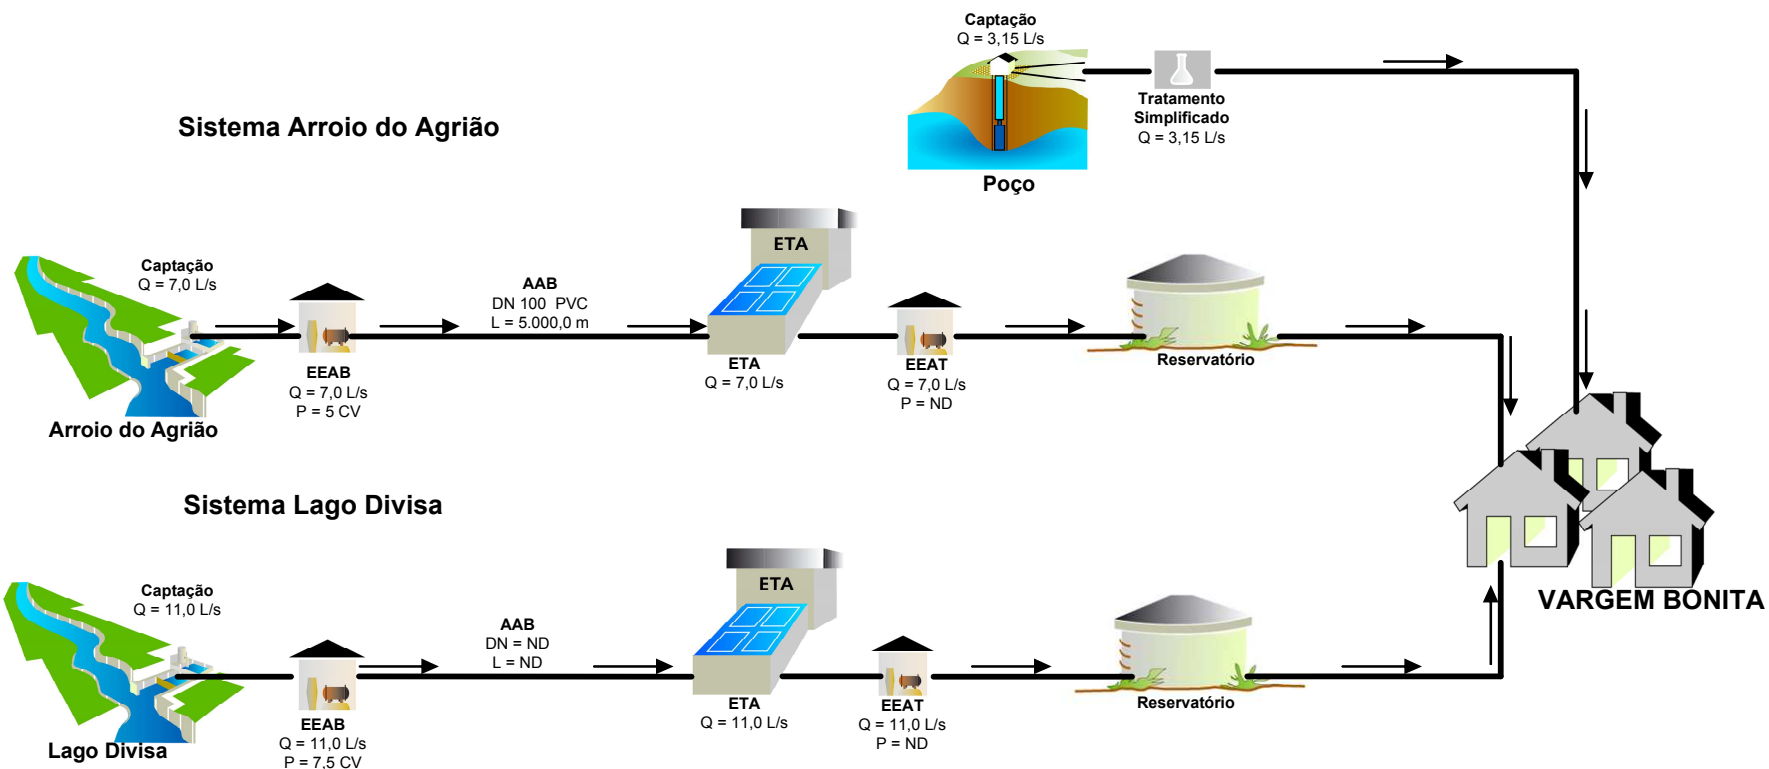 Captação
Q = 3,15 L/s
Tratamento
Simplificado
Q = 3,15 L/s
Poço
Sistema Arroio do Agrião
Captação
Q = 7,0 L/s
Arroio do Agrião
EEAB
Q = 7,0 L/s
P = 5 CV
AAB
DN 100 PVC
L = 5.000,0 m
ETA
ETA
Q = 7,0 L/s
EEAT
Q = 7,0 L/s
P = ND
Reservatório
Sistema Lago Divisa
Captação
Q = 11,0 L/s
Lago Divisa
EEAB
Q = 11,0 L/s
P = 7,5 CV
AAB
DN = ND
L = ND
ETA
ETA
Q = 11,0 L/s
EEAT
Q = 11,0 L/s
P = ND
Reservatório
VARGEM BONITA